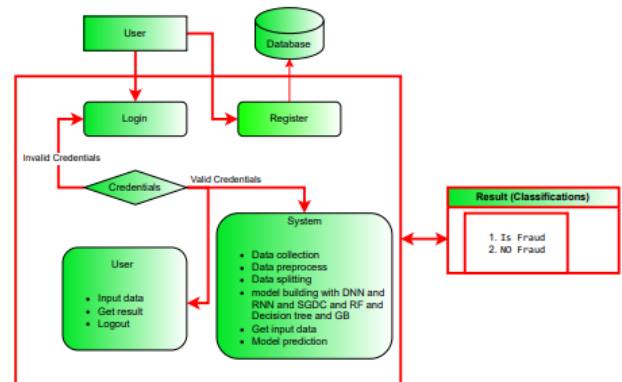 User
Database
Login
Register
Invalid Credentials
Credentials
Valid Credentials
Result (Classifications)
1. Is Fraud
2. NO Fraud
System
• Data collection
• Data preprocess
• Data splitting
• model building with DNN and
RNN and SGDC and RF and
Decision tree and GB
• Get input data
• Model prediction
User
• Input data
• Get result
• Logout